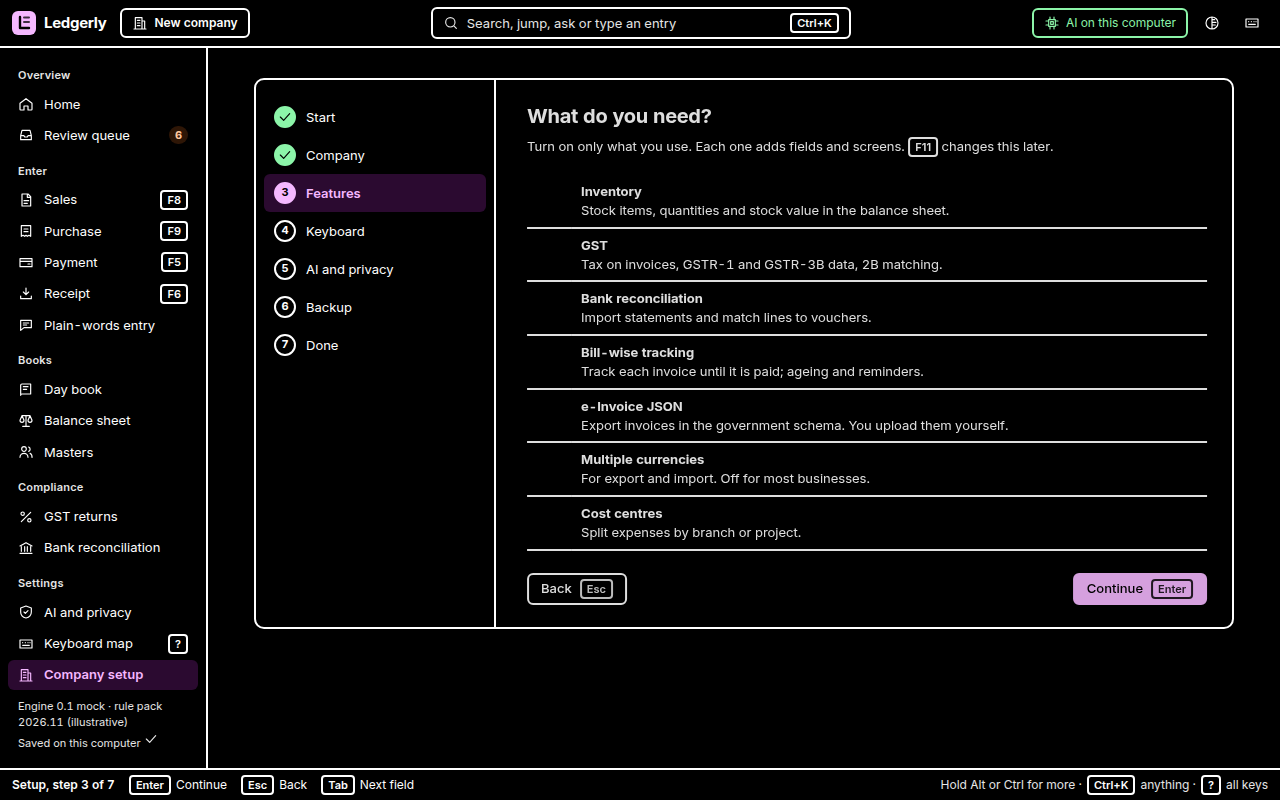 Ledgerly
New company
Search, jump, ask or type an entry
Ctrl+K
AI on this computer
Overview
Home
Review queue 6
Enter
Sales F8
Purchase F9
Payment F5
Receipt F6
Plain-words entry
Books
Day book
Balance sheet
Masters
Compliance
GST returns
Bank reconciliation
Settings
AI and privacy
Keyboard map ?
Company setup
Engine 0.1 mock · rule pack
2026.11 (illustrative)
Saved on this computer
Start
Company
3 Features
4 Keyboard
5 AI and privacy
6 Backup
7 Done
What do you need?
Turn on only what you use. Each one adds fields and screens. F11 changes this later.
Inventory
Stock items, quantities and stock value in the balance sheet.
GST
Tax on invoices, GSTR-1 and GSTR-3B data, 2B matching.
Bank reconciliation
Import statements and match lines to vouchers.
Bill-wise tracking
Track each invoice until it is paid; ageing and reminders.
e-Invoice JSON
Export invoices in the government schema. You upload them yourself.
Multiple currencies
For export and import. Off for most businesses.
Cost centres
Split expenses by branch or project.
Back Esc
Continue Enter
Setup, step 3 of 7 Enter Continue Esc Back Tab Next field
Hold Alt or Ctrl for more · Ctrl+K anything · ? all keys